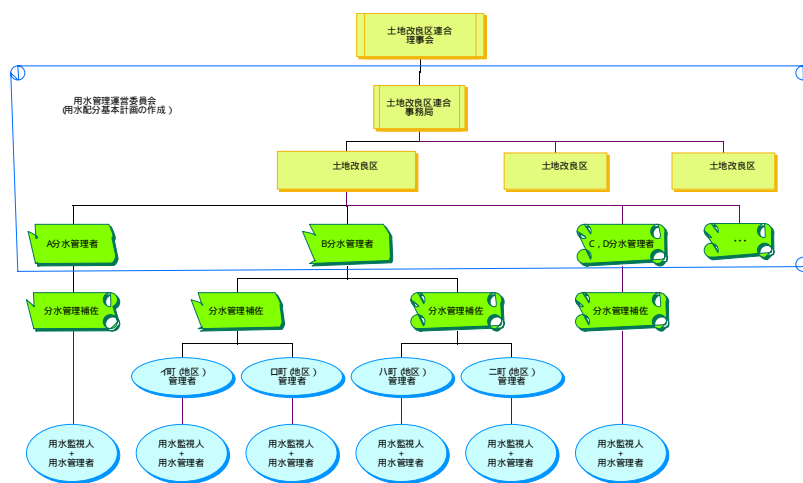 土地改良区連合
理事会
用水管理運営委員会
(用水配分基本計画の作成）
土地改良区連合
事務局
土地改良区
土地改良区
土地改良区
A分水管理者
B分水管理者
C，D分水管理者
…
分水管理補佐
分水管理補佐
分水管理補佐
分水管理補佐
イ町（地区）
管理者
ロ町（地区）
管理者
ハ町（地区）
管理者
ニ町（地区）
管理者
用水監視人
+
用水管理者
用水監視人
+
用水管理者
用水監視人
+
用水管理者
用水監視人
+
用水管理者
用水監視人
+
用水管理者
用水監視人
+
用水管理者